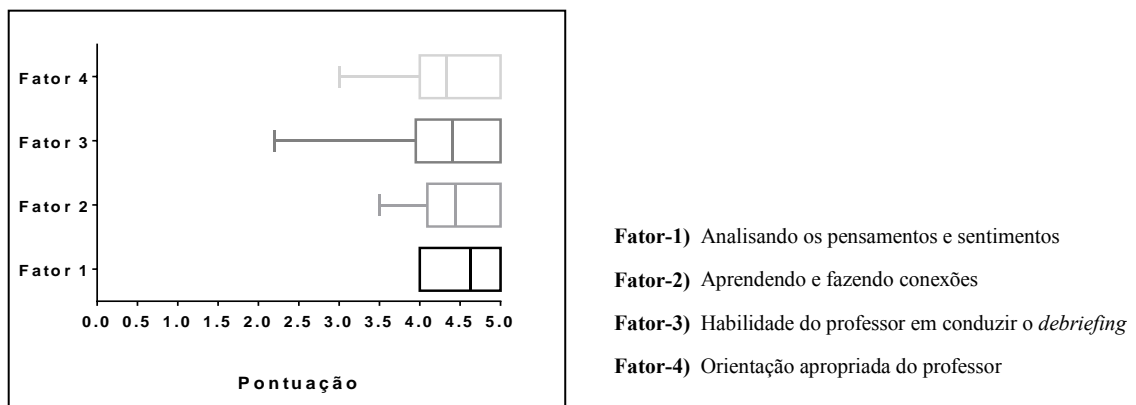 Fator 4
Fator 3
Fator 2
Fator 1
0.0 0.5 1.0 1.5 2.0 2.5 3.0 3.5 4.0 4.5 5.0
Pontuação
Fator-1) Analisando os pensamentos e sentimentos
Fator-2) Aprendendo e fazendo conexões
Fator-3) Habilidade do professor em conduzir o debriefing
Fator-4) Orientação apropriada do professor